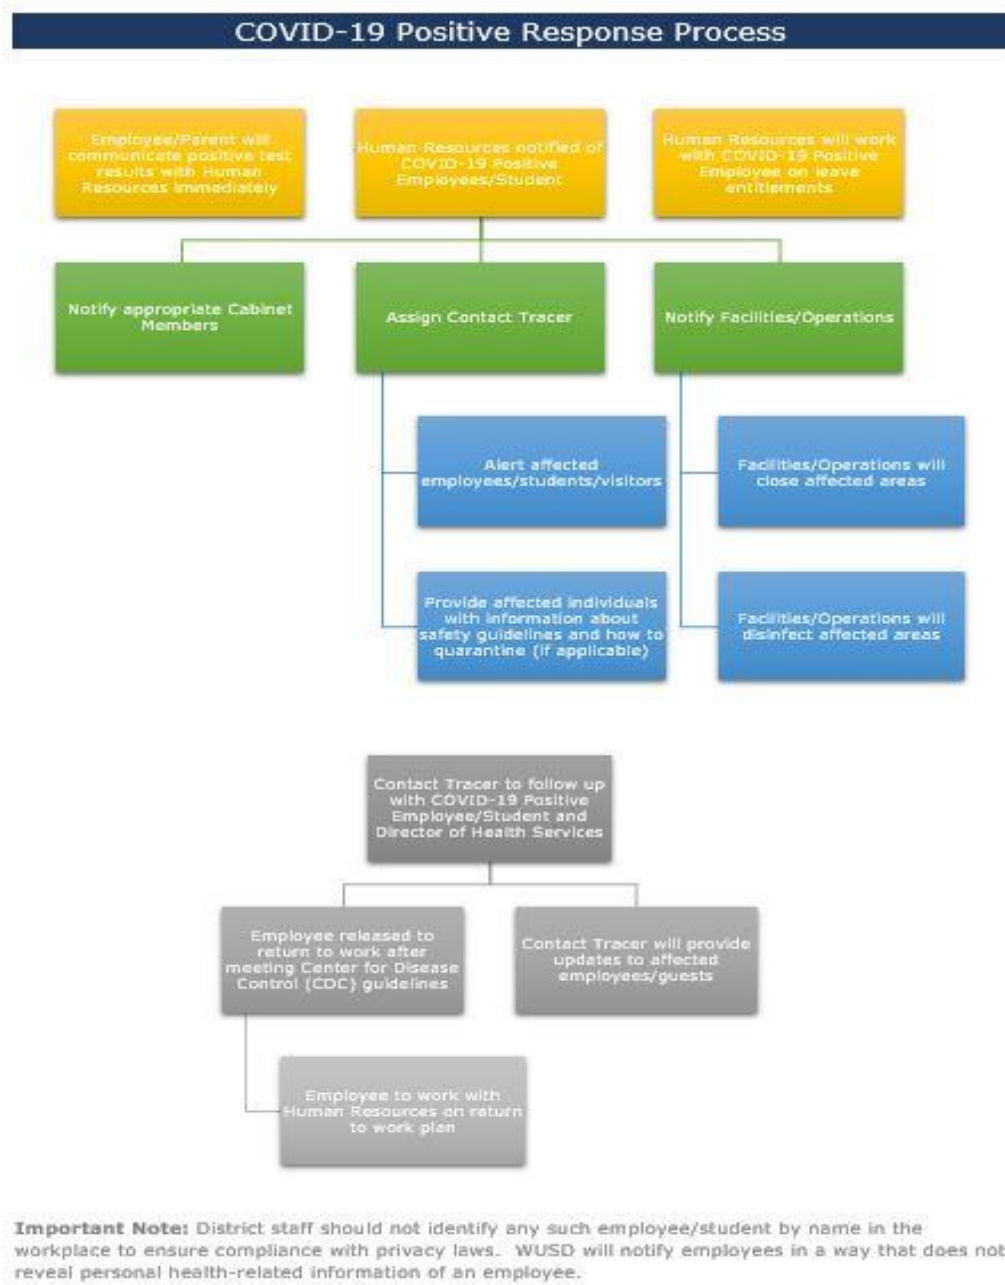 COVID-19 Positive Response Process
Employee/Parent will
communicate positive test
results with Human
Resources immediately
Human Resources notified of
COVID-19 Positive
Employees/Student
Human Resources will work
with COVID-19 Positive
Employee on leave
entitlements
Notify appropriate Cabinet
Members
Assign Contact Tracer
Notify Facilities/Operations
Alert affected
employees/students/visitors
Facilities/Operations will
close affected areas
Provide affected individuals
with information about
safety guidelines and how to
quarantine (if applicable)
Facilities/Operations will
disinfect affected areas
Contact Tracer to follow up
with COVID-19 Positive
Employee/Student and
Director of Health Services
Employee released to
return to work after
meeting Center for Disease
Control (CDC) guidelines
Contact Tracer will provide
updates to affected
employees/guests
Employee to work with
Human Resources on return
to work plan
Important Note: District staff should not identify any such employee/student by name in the
workplace to ensure compliance with privacy laws. WUSD will notify employees in a way that does not
reveal personal health-related information of an employee.